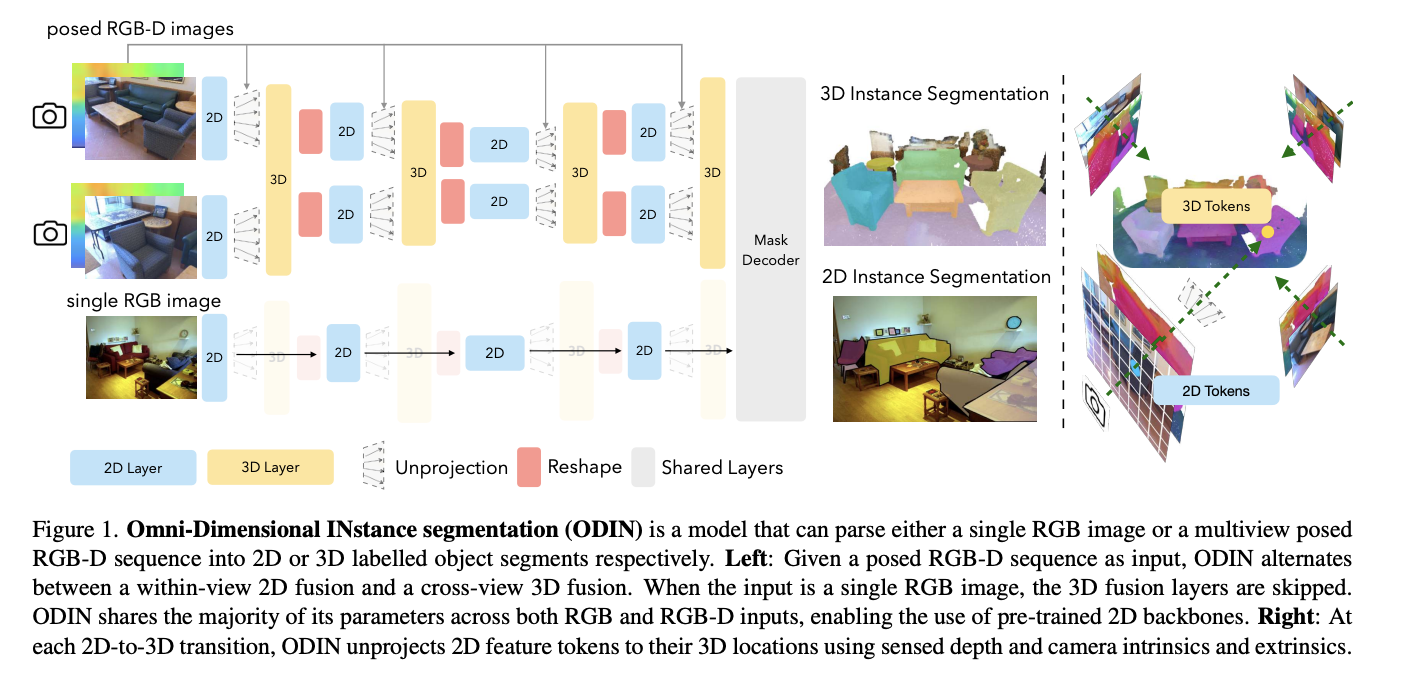 posed RGB-D images
2D
3D
2D
3D
2D
3D
2D
3D
2D
2D
2D
2D
Mask
Decoder
single RGB image
2D
3D
2D
3D
2D
3D
2D
3D
3D Instance Segmentation
2D Instance Segmentation
3D Tokens
2D Tokens
2D Layer
3D Layer
Unprojection
Reshape
Shared Layers
Figure 1. Omni-Dimensional INstance segmentation (ODIN) is a model that can parse either a single RGB image or a multiview posed
RGB-D sequence into 2D or 3D labelled object segments respectively. Left: Given a posed RGB-D sequence as input, ODIN alternates
between a within-view 2D fusion and a cross-view 3D fusion. When the input is a single RGB image, the 3D fusion layers are skipped.
ODIN shares the majority of its parameters across both RGB and RGB-D inputs, enabling the use of pre-trained 2D backbones. Right: At
each 2D-to-3D transition, ODIN unprojects 2D feature tokens to their 3D locations using sensed depth and camera intrinsics and extrinsics.